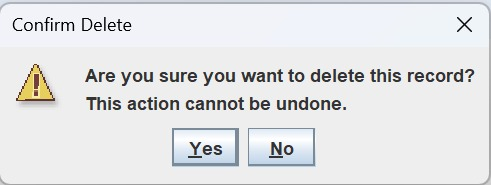 Confirm Delete
Are you sure you want to delete this record?
This action cannot be undone.
Yes
No